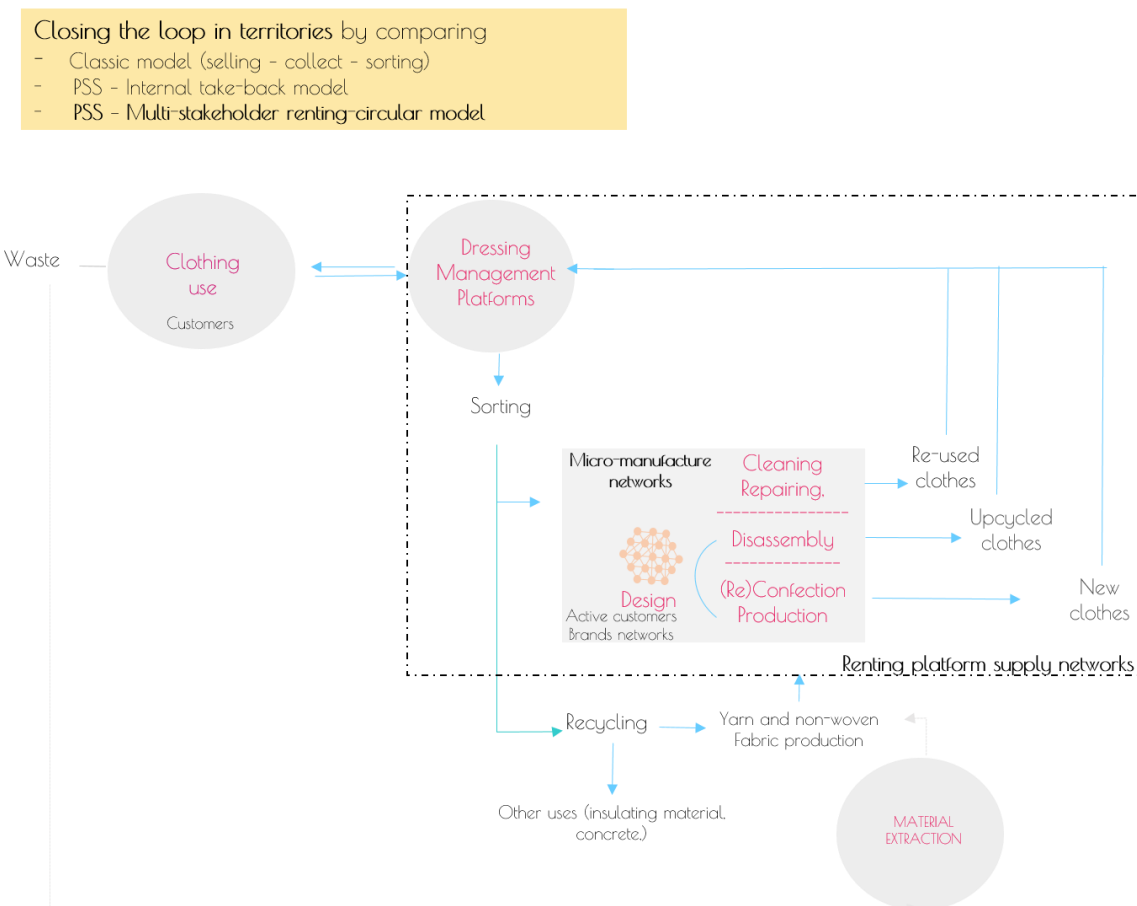 Closing the loop in territories by comparing
- Classic model (selling – collect – sorting)
- PSS – Internal take-back model
- PSS – Multi-stakeholder renting-circular model
Waste
Clothing
use
Customers
Dressing
Management
Platforms
Sorting
Micro-manufacture
networks
Cleaning
Repairing,
Disassembly
(Re)Confection
Production
Design
Active customers
Brands networks
Re-used
clothes
Upcycled
clothes
New
clothes
Renting platform supply networks
Recycling
Yarn and non-woven
Fabric production
Other uses (insulating material,
concrete,)
MATERIAL
EXTRACTION